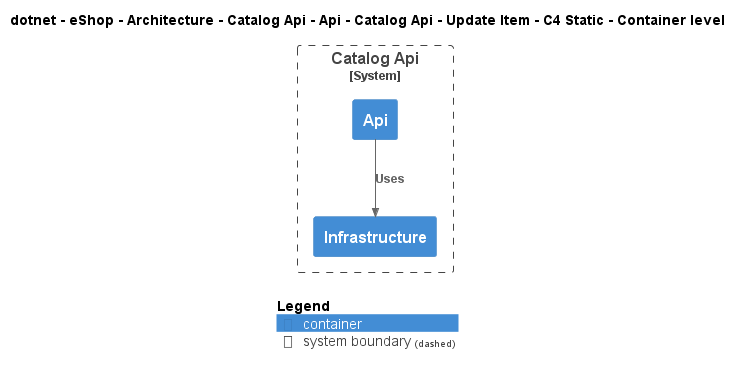 dotnet - eShop - Architecture - Catalog Api - Api - Catalog Api - Update Item - C4 Static - Container level
Catalog Api
[System]
Api
Uses
Infrastructure
Legend
container
system boundary (dashed)